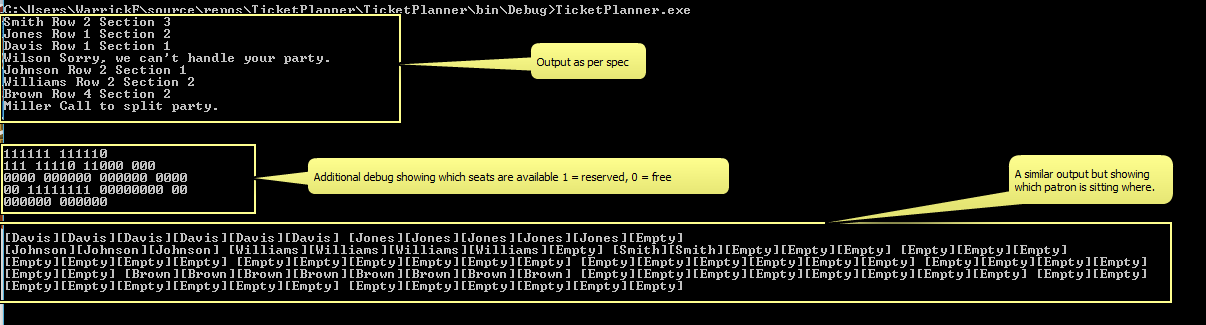 C:\Users\WarrickF\source\repos\TicketPlanner\TicketPlanner\bin\Debug>TicketPlanner.exe
Smith Row 2 Section 3
Jones Row 1 Section 2
Davis Row 1 Section 1
Wilson Sorry, we can't handle your party.
Johnson Row 2 Section 1
Williams Row 2 Section 2
Brown Row 4 Section 2
Miller Call to split party.
Output as per spec
111111 111110
111 11110 11000 000
0000 000000 000000 0000
00 11111111 00000000 00
000000 000000
Additional debug showing which seats are available 1 = reserved, 0 = free
A similar output but showing
which patron is sitting where.
[Davis][Davis][Davis][Davis][Davis][Davis] [Jones][Jones][Jones][Jones][Jones][Empty]
[Johnson][Johnson][Johnson] [Williams][Williams][Williams][Williams][Empty] [Smith][Smith][Empty][Empty][Empty] [Empty][Empty][Empty]
[Empty][Empty][Empty][Empty] [Empty][Empty][Empty][Empty][Empty][Empty] [Empty][Empty][Empty][Empty][Empty][Empty] [Empty][Empty][Empty][Empty]
[Empty][Empty] [Brown][Brown][Brown][Brown][Brown][Brown][Brown][Brown] [Empty][Empty][Empty][Empty][Empty][Empty][Empty][Empty] [Empty][Empty]
[Empty][Empty][Empty][Empty][Empty][Empty] [Empty][Empty][Empty][Empty][Empty][Empty]